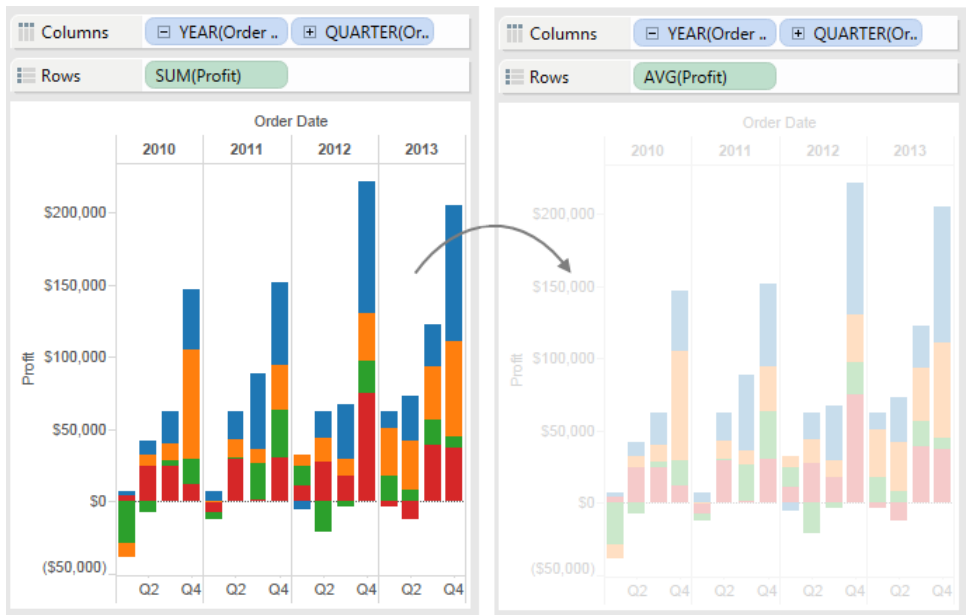 Columns
YEAR(Order ..
QUARTER(Or..
Rows
SUM(Profit)
Order Date
2010 2011 2012 2013
$200,000
$150,000
$100,000
$50,000
$0
($50,000)
Profit
Q2 Q4 Q2 Q4 Q2 Q4 Q2 Q4
Columns
YEAR(Order ..
QUARTER(Or..
Rows
AVG(Profit)
Order Date
2010 2011 2012 2013
$200,000
$150,000
$100,000
$50,000
$0
($50,000)
Profit
Q2 Q4 Q2 Q4 Q2 Q4 Q2 Q4